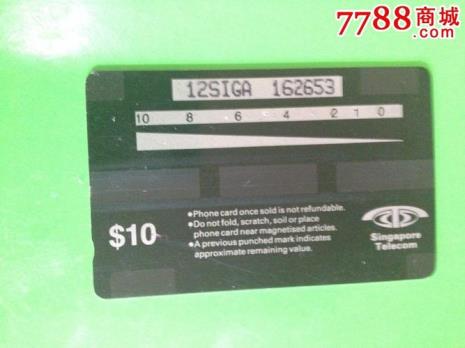 7788商城
.com
12SIGA 162653
10 8 6 4 2 1 0
•Phone card once sold is not refundable.
•Do not fold, scratch, soil or place
phone card near magnetised articles.
•A previous punched mark indicates
approximate remaining value.
$10
Singapore
Telecom